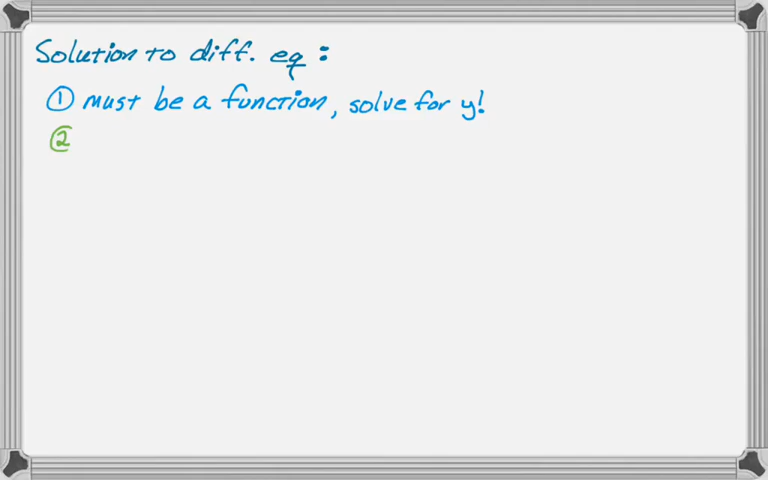 Solution to diff. eq :
① must be a function, solve for y!
②